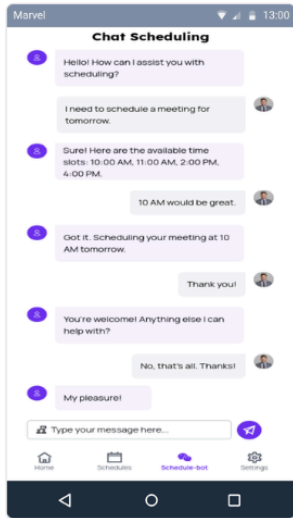 Marvel 13:00
Chat Scheduling
Hello! How can I assist you with
scheduling?
I need to schedule a meeting for
tomorrow.
Sure! Here are the available time
slots: 10:00 AM, 11:00 AM, 2:00 PM,
4:00 PM.
10 AM would be great.
Got it. Scheduling your meeting at 10
AM tomorrow.
Thank you!
You're welcome! Anything else I can
help with?
No, that's all. Thanks!
My pleasure!
Type your message here...
Home Schedules Schedule-bot Settings